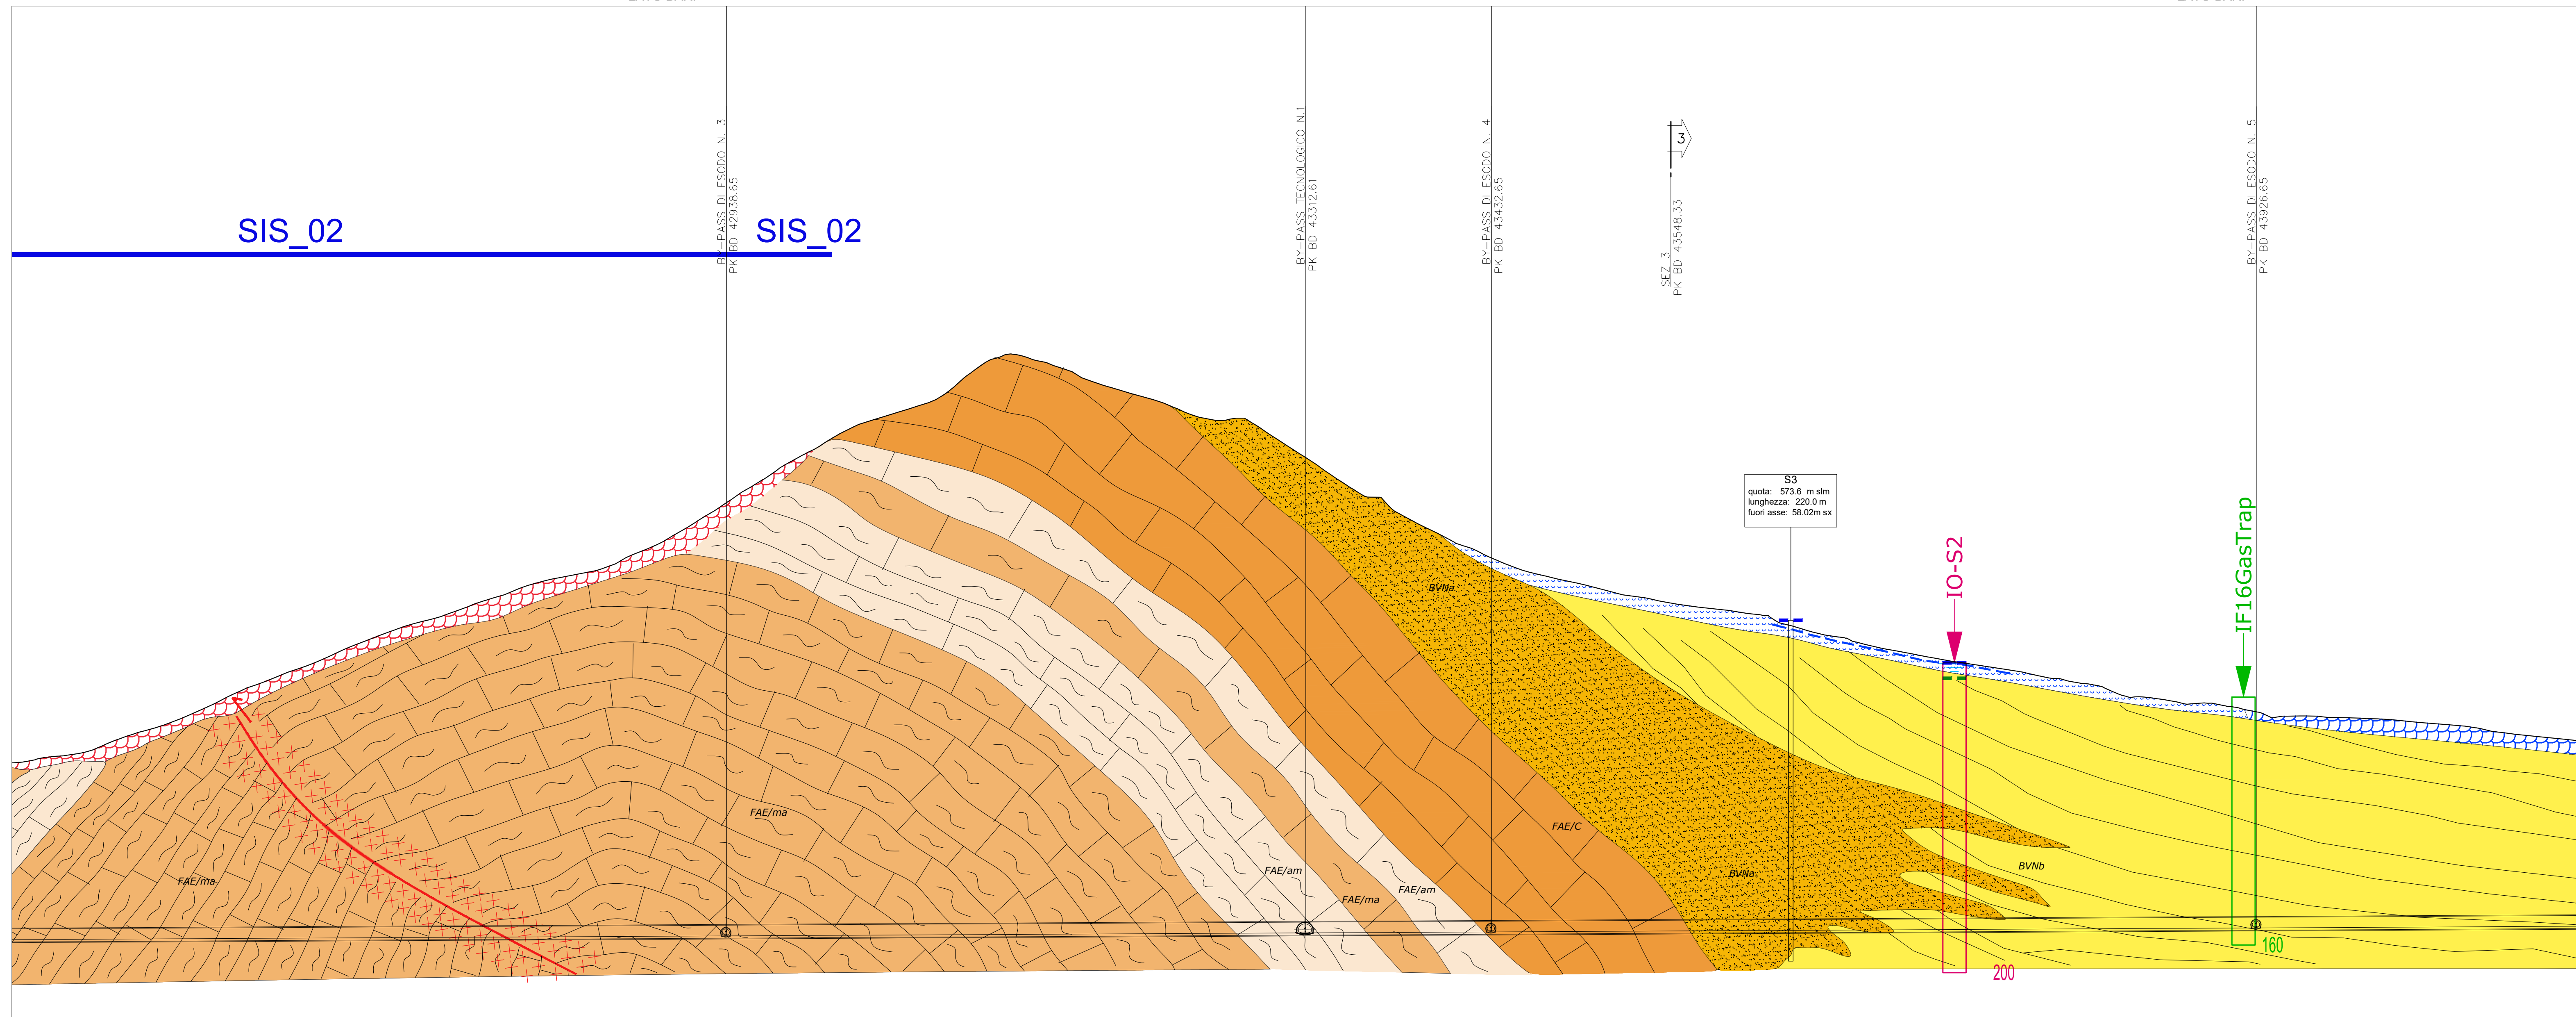 BY-PASS DI ESODO N. 3
PK BD 42938.65
BY-PASS TECNOLOGICO N.1
PK BD 43312.61
BY-PASS DI ESODO N. 4
PK BD 43432.65
3
SEZ 3
PK BD 43548.33
BY-PASS DI ESODO N. 5
PK BD 43926.65
SIS_02
SIS_02
S3
quota: 573.6 m slm
lunghezza: 220.0 m
fuori asse: 58.02m sx
IO-S2
IF16GasTrap
BVNa
FAE/ma
FAE/C
FAE/ma
FAE/am
FAE/ma
FAE/am
BVNa
BVNb
160
200